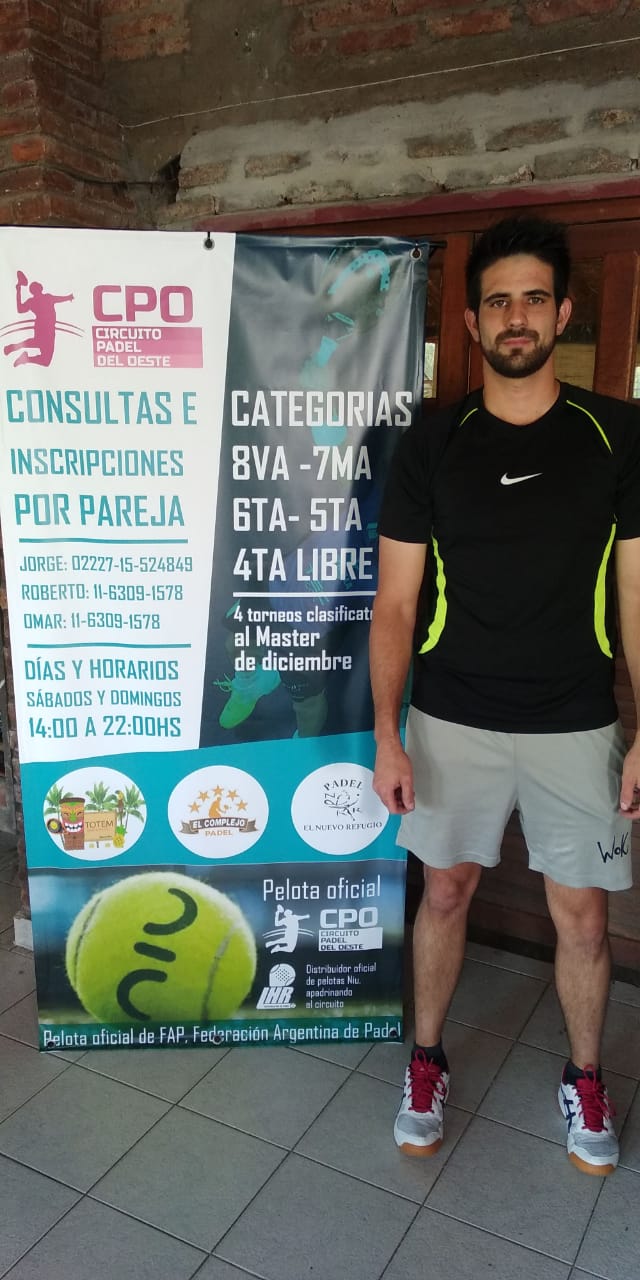 CPO
CIRCUITO
PADEL
DEL OESTE
CONSULTAS E
INSCRIPCIONES
POR PAREJA
JORGE: 02227-15-524849
ROBERTO: 11-6309-1578
OMAR: 11-6309-1578
DÍAS Y HORARIOS
SÁBADOS Y DOMINGOS
14:00 A 22:00HS
CATEGORIAS
8VA -7MA
6TA- 5TA
4TA LIBRE
4 torneos clasificat
al Master
de diciembre
TOTEM
EL COMPLEJO
PADEL
PADEL
EL NUEVO REFUGIO
Pelota oficial
CPO
CIRCUITO
PADEL
DEL OESTE
IHR
Distribuidor oficial
de pelotas Niu.
apadrinando
el circuito
Pelota oficial de FAP, Federación Argentina de Padel
WOK